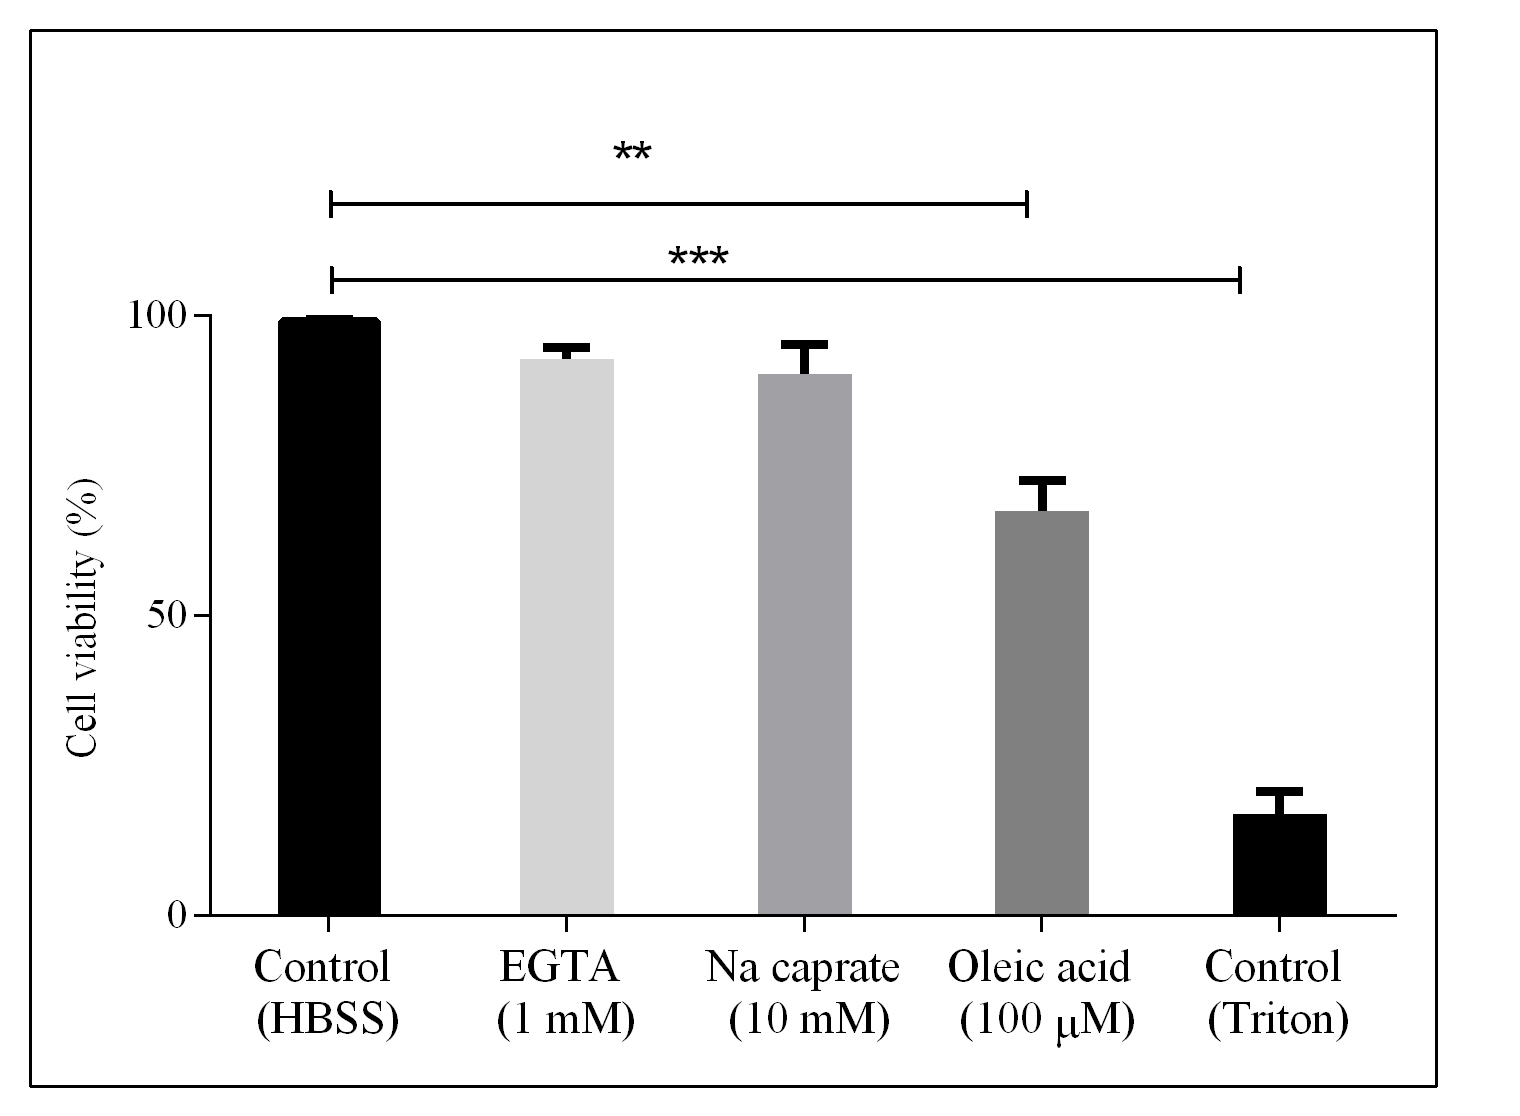 **
***
100
50
0
Cell viability (%)
Control
(HBSS)
EGTA
(1 mM)
Na caprate
(10 mM)
Oleic acid
(100 μM)
Control
(Triton)